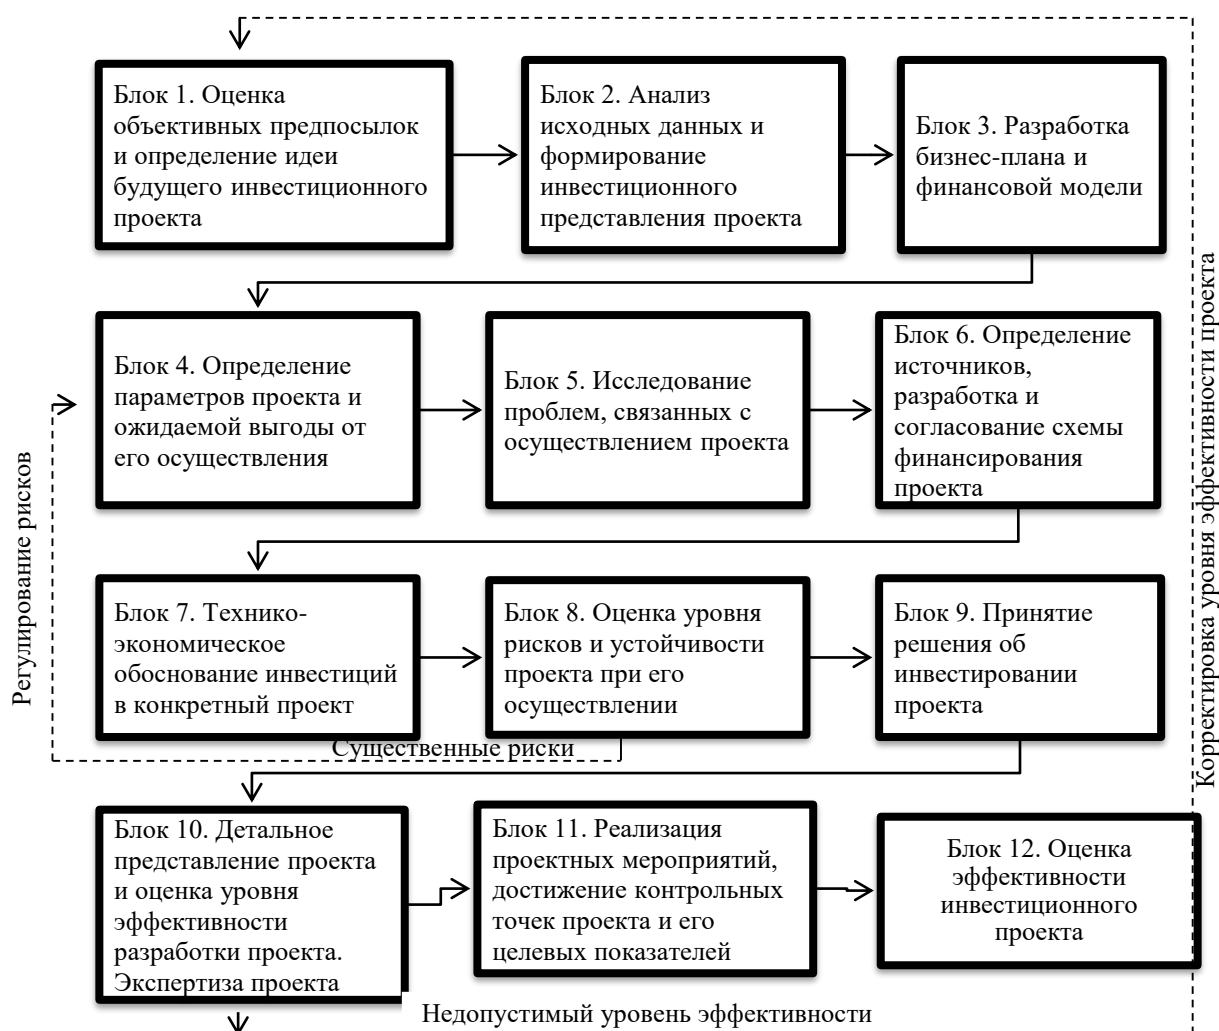 Блок 1. Оценка
объективных предпосылок
и определение идеи
будущего инвестиционного
проекта
Блок 2. Анализ
исходных данных и
формирование
инвестиционного
представления проекта
Блок 3. Разработка
бизнес-плана и
финансовой модели
Блок 4. Определение
параметров проекта и
ожидаемой выгоды от
его осуществления
Блок 5. Исследование
проблем, связанных с
осуществлением проекта
Блок 6. Определение
источников,
разработка и
согласование схемы
финансирования
проекта
Блок 7. Технико-
экономическое
обоснование инвестиций
в конкретный проект
Блок 8. Оценка уровня
рисков и устойчивости
проекта при его
осуществлении
Блок 9. Принятие
решения об
инвестировании
проекта
Существенные риски
Регулирование рисков
Корректировка уровня эффективности проекта
Блок 10. Детальное
представление проекта
и оценка уровня
эффективности
разработки проекта.
Экспертиза проекта
Блок 11. Реализация
проектных мероприятий,
достижение контрольных
точек проекта и его
целевых показателей
Блок 12. Оценка
эффективности
инвестиционного
проекта
Недопустимый уровень эффективности